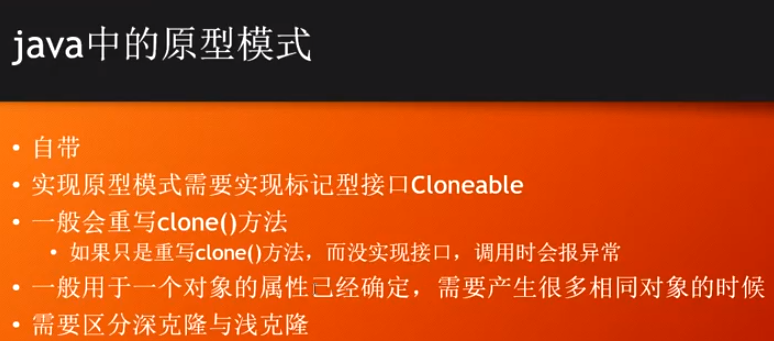 java中的原型模式
• 自带
• 实现原型模式需要实现标记型接口Cloneable
• 一般会重写clone()方法
• 如果只是重写clone()方法，而没实现接口，调用时会报异常
• 一般用于一个对象的属性已经确定，需要产生很多相同对象的时候
• 需要区分深克隆与浅克隆